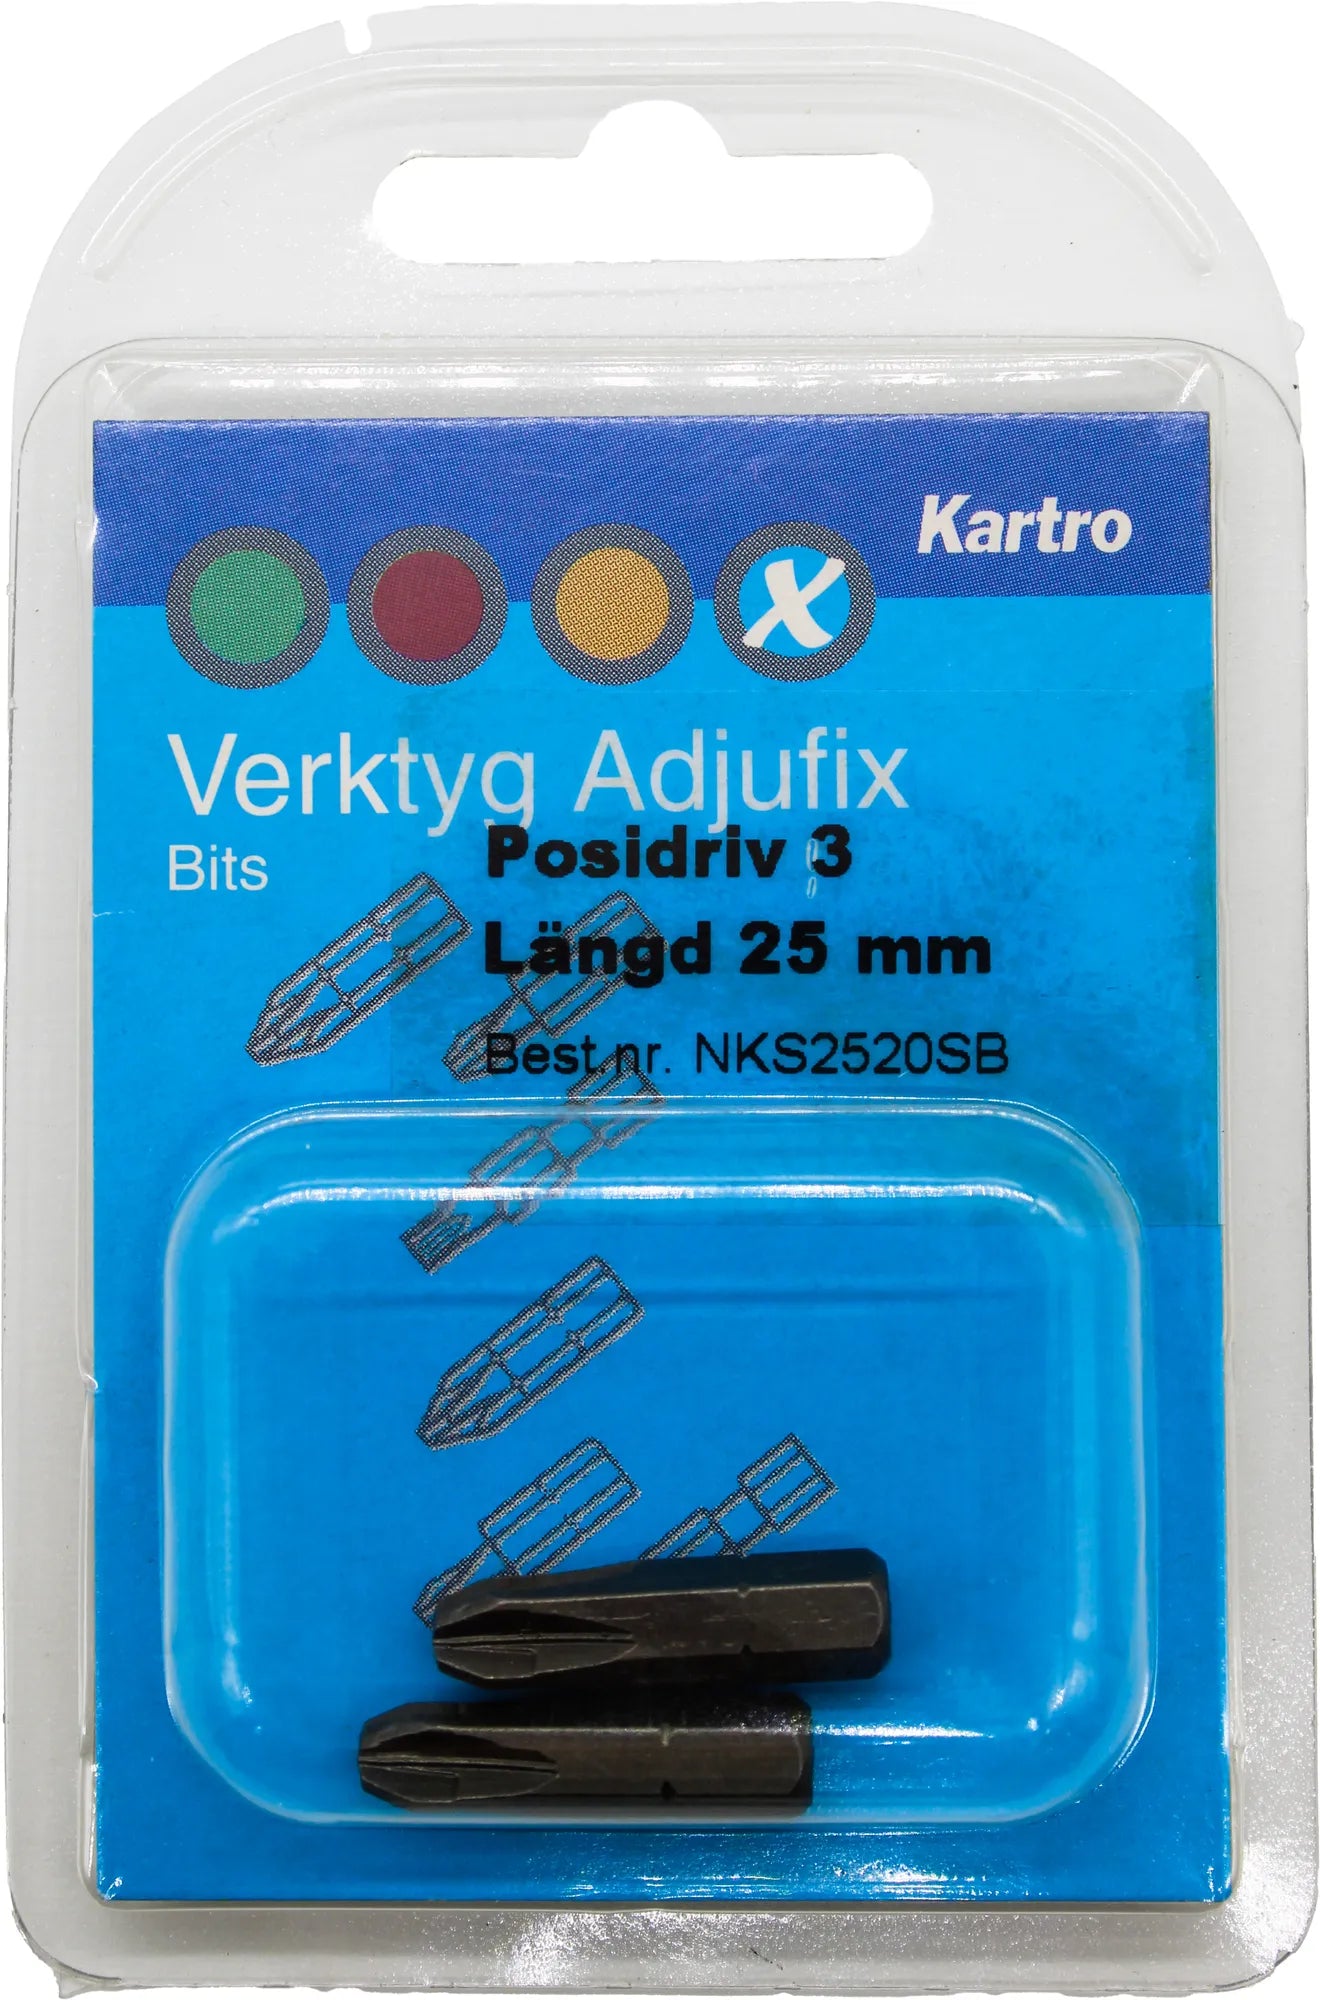 Kartro
Verktyg Adjufix
Bits
Posidriv 3
Längd 25 mm
Best nr. NKS2520SB